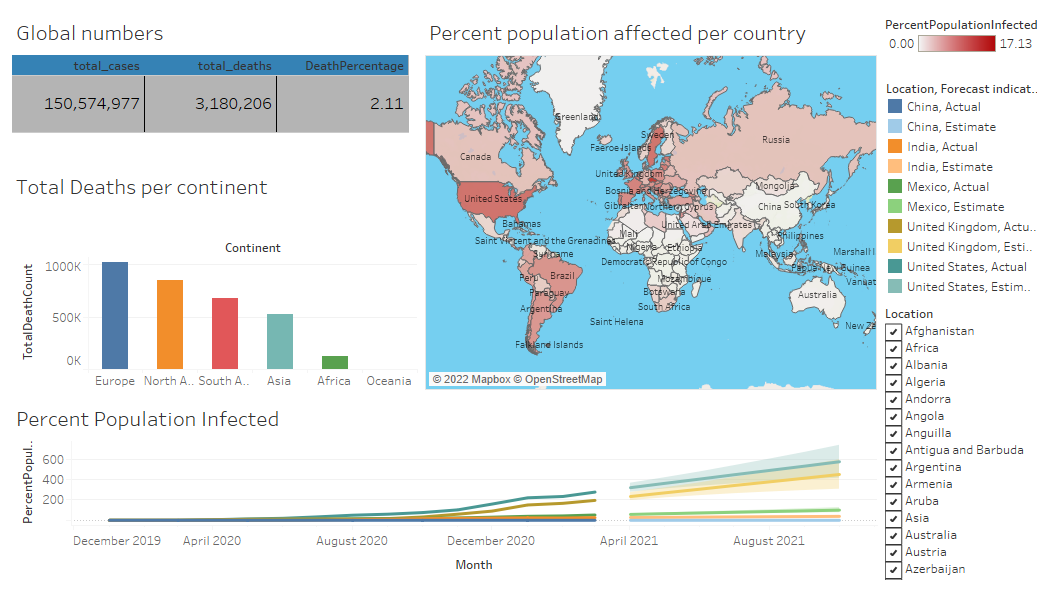 Global numbers
total_cases total_deaths DeathPercentage
150,574,977 3,180,206 2.11
Total Deaths per continent
Continent
TotalDeathCount
1000K
500K
0K
Europe North A.. South A.. Asia Africa Oceania
Percent population affected per country
Greenland
Sweden
Russia
Faeroe Islands
Canada
United Kingdom
Mongolia
Bosnia and Herzegovina
United States
Gibraltar
Northern Cyprus
China
South Korea
Bahamas
United Arab Emirates
Mali
Philippines
Saint Vincent and the Grenadines
Nigeria
Ethiopia
Suriname
Malaysia
Marshall I
Democratic Republic of Congo
Papua New Guinea
Peru
Brazil
Mozambique
Vanuat
Paraguay
Botswana
Australia
Argentina
South Africa
Saint Helena
New Ze
Falkland Islands
© 2022 Mapbox © OpenStreetMap
Percent Population Infected
PercentPopul..
600
400
200
December 2019 April 2020 August 2020 December 2020 April 2021 August 2021
Month
PercentPopulationInfected
0.00 17.13
Location, Forecast indicat..
China, Actual
China, Estimate
India, Actual
India, Estimate
Mexico, Actual
Mexico, Estimate
United Kingdom, Actu..
United Kingdom, Esti..
United States, Actual
United States, Estim..
Location
Afghanistan
Africa
Albania
Algeria
Andorra
Angola
Anguilla
Antigua and Barbuda
Argentina
Armenia
Aruba
Asia
Australia
Austria
Azerbaijan